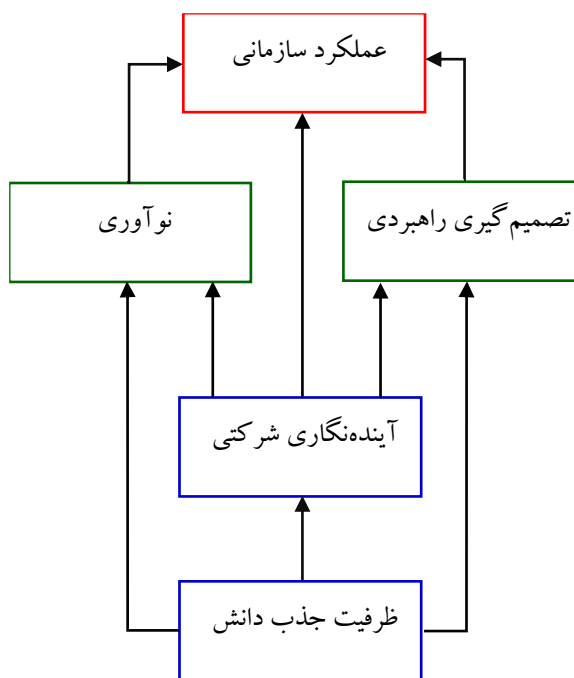 عملکرد سازمانی
تصمیم‌گیری راهبردی
نوآوری
آینده‌نگاری شرکتی
ظرفیت جذب دانش